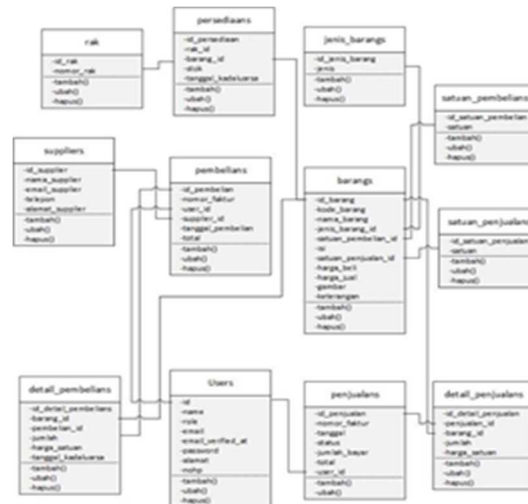 rak
-id_rak
-nomor_rak
-tambah()
-ubah()
-hapus()
persediaans
-id_persediaan
-rak_id
-barang_id
-stok
-tanggal_kadaluarsa
-tambah()
-ubah()
-hapus()
jenis_barangs
-id_jenis_barang
-jenis
-tambah()
-ubah()
-hapus()
satuan_pembelians
-id_satuan_pembelian
-satuan
-tambah()
-ubah()
-hapus()
suppliers
-id_supplier
-nama_supplier
-email_supplier
-telepon
-alamat_supplier
-tambah()
-ubah()
-hapus()
pembelians
-id_pembelian
-nomor_faktur
-user_id
-supplier_id
-tanggal_pembelian
-total
-tambah()
-ubah()
-hapus()
barangs
-id_barang
-kode_barang
-nama_barang
-jenis_barang_id
-satuan_pembelian_id
-isi
-satuan_penjualan_id
-harga_beli
-harga_jual
-gambar
-keterangan
-tambah()
-ubah()
-hapus()
satuan_penjualans
-id_satuan_penjualan
-satuan
-tambah()
-ubah()
-hapus()
detail_pembelians
-id_detail_pembelians
-barang_id
-pembelian_id
-jumlah
-harga_satuan
-tanggal_kadaluarsa
-tambah()
-ubah()
-hapus()
Users
-id
-name
-role
-email
-email_verified_at
-password
-alamat
-nohp
-tambah()
-ubah()
-hapus()
penjualans
-id_penjualan
-nomor_faktur
-tanggal
-status
-jumlah_bayar
-total
-user_id
-tambah()
-ubah()
detail_penjualans
-id_detail_penjualan
-penjualan_id
-barang_id
-jumlah
-harga_satuan
-tambah()
-ubah()
-hapus()